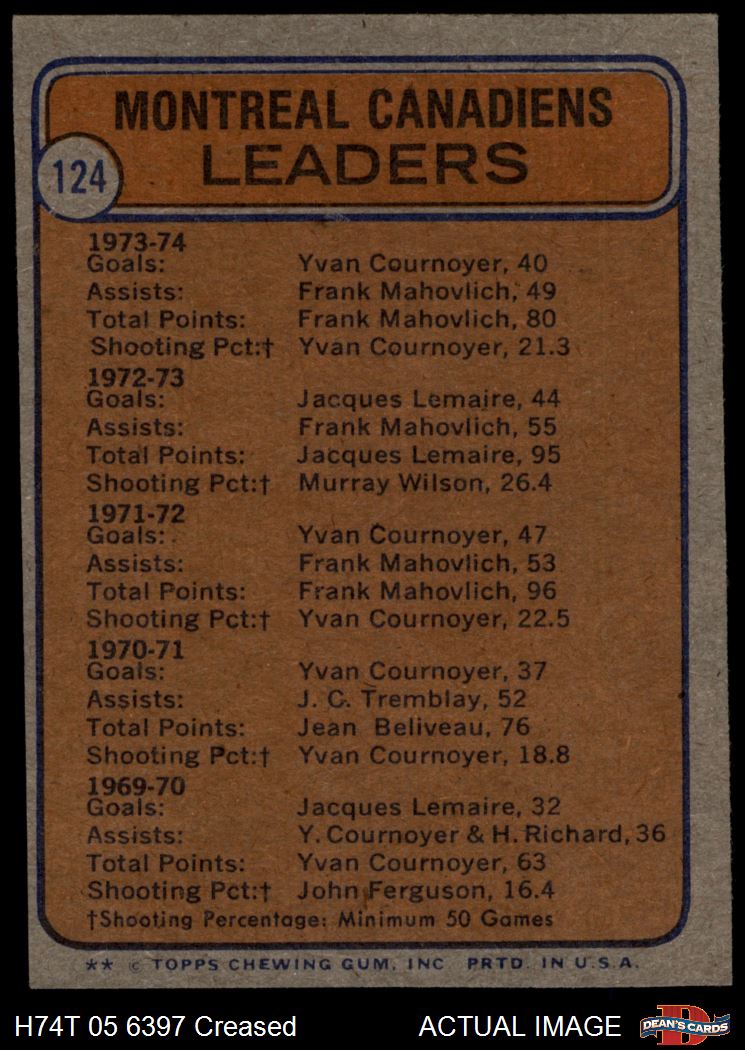 MONTREAL CANADIENS
LEADERS
124
1973-74
Goals: Yvan Cournoyer, 40
Assists: Frank Mahovlich, 49
Total Points: Frank Mahovlich, 80
Shooting Pct:† Yvan Cournoyer, 21.3
1972-73
Goals: Jacques Lemaire, 44
Assists: Frank Mahovlich, 55
Total Points: Jacques Lemaire, 95
Shooting Pct:† Murray Wilson, 26.4
1971-72
Goals: Yvan Cournoyer, 47
Assists: Frank Mahovlich, 53
Total Points: Frank Mahovlich, 96
Shooting Pct:† Yvan Cournoyer, 22.5
1970-71
Goals: Yvan Cournoyer, 37
Assists: J. C. Tremblay, 52
Total Points: Jean Beliveau, 76
Shooting Pct:† Yvan Cournoyer, 18.8
1969-70
Goals: Jacques Lemaire, 32
Assists: Y. Cournoyer & H. Richard, 36
Total Points: Yvan Cournoyer, 63
Shooting Pct:† John Ferguson, 16.4
†Shooting Percentage: Minimum 50 Games
** © TOPPS CHEWING GUM, INC PRTD. IN U.S.A.
H74T 05 6397 Creased ACTUAL IMAGE
D
DEAN'S CARDS